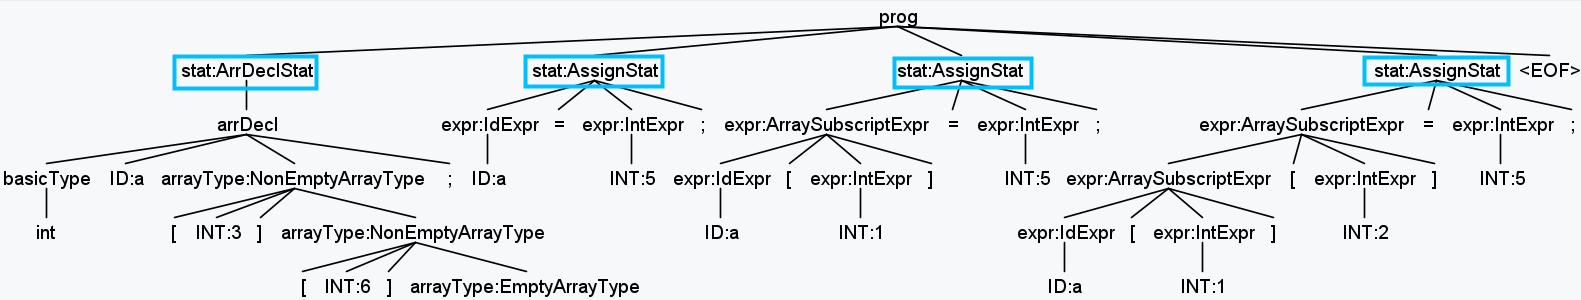 prog
stat:ArrDeclStat stat:AssignStat stat:AssignStat stat:AssignStat <EOF>
arrDecl expr:IdExpr = expr:IntExpr ; expr:ArraySubscriptExpr = expr:IntExpr ; expr:ArraySubscriptExpr = expr:IntExpr ;
basicType ID:a arrayType:NonEmptyArrayType ; ID:a INT:5 expr:IdExpr [ expr:IntExpr ] INT:5 expr:ArraySubscriptExpr [ expr:IntExpr ] INT:5
int [ INT:3 ] arrayType:NonEmptyArrayType ID:a INT:1 expr:IdExpr [ expr:IntExpr ] INT:2
[ INT:6 ] arrayType:EmptyArrayType ID:a INT:1